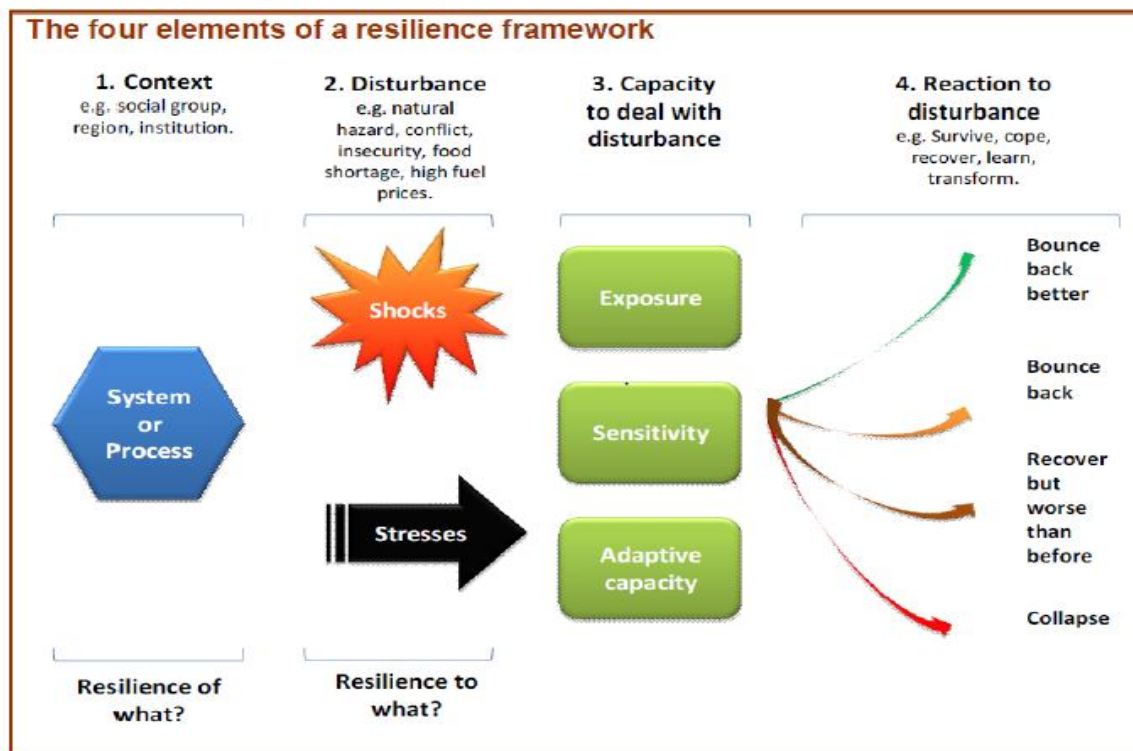 The four elements of a resilience framework
1. Context
e.g. social group,
region, institution.
2. Disturbance
e.g. natural
hazard, conflict,
insecurity, food
shortage, high fuel
prices.
3. Capacity
to deal with
disturbance
4. Reaction to
disturbance
e.g. Survive, cope,
recover, learn,
transform.
System
or
Process
Shocks
Stresses
Exposure
Sensitivity
Adaptive
capacity
Bounce
back
better
Bounce
back
Recover
but
worse
than
before
Collapse
Resilience of
what?
Resilience to
what?